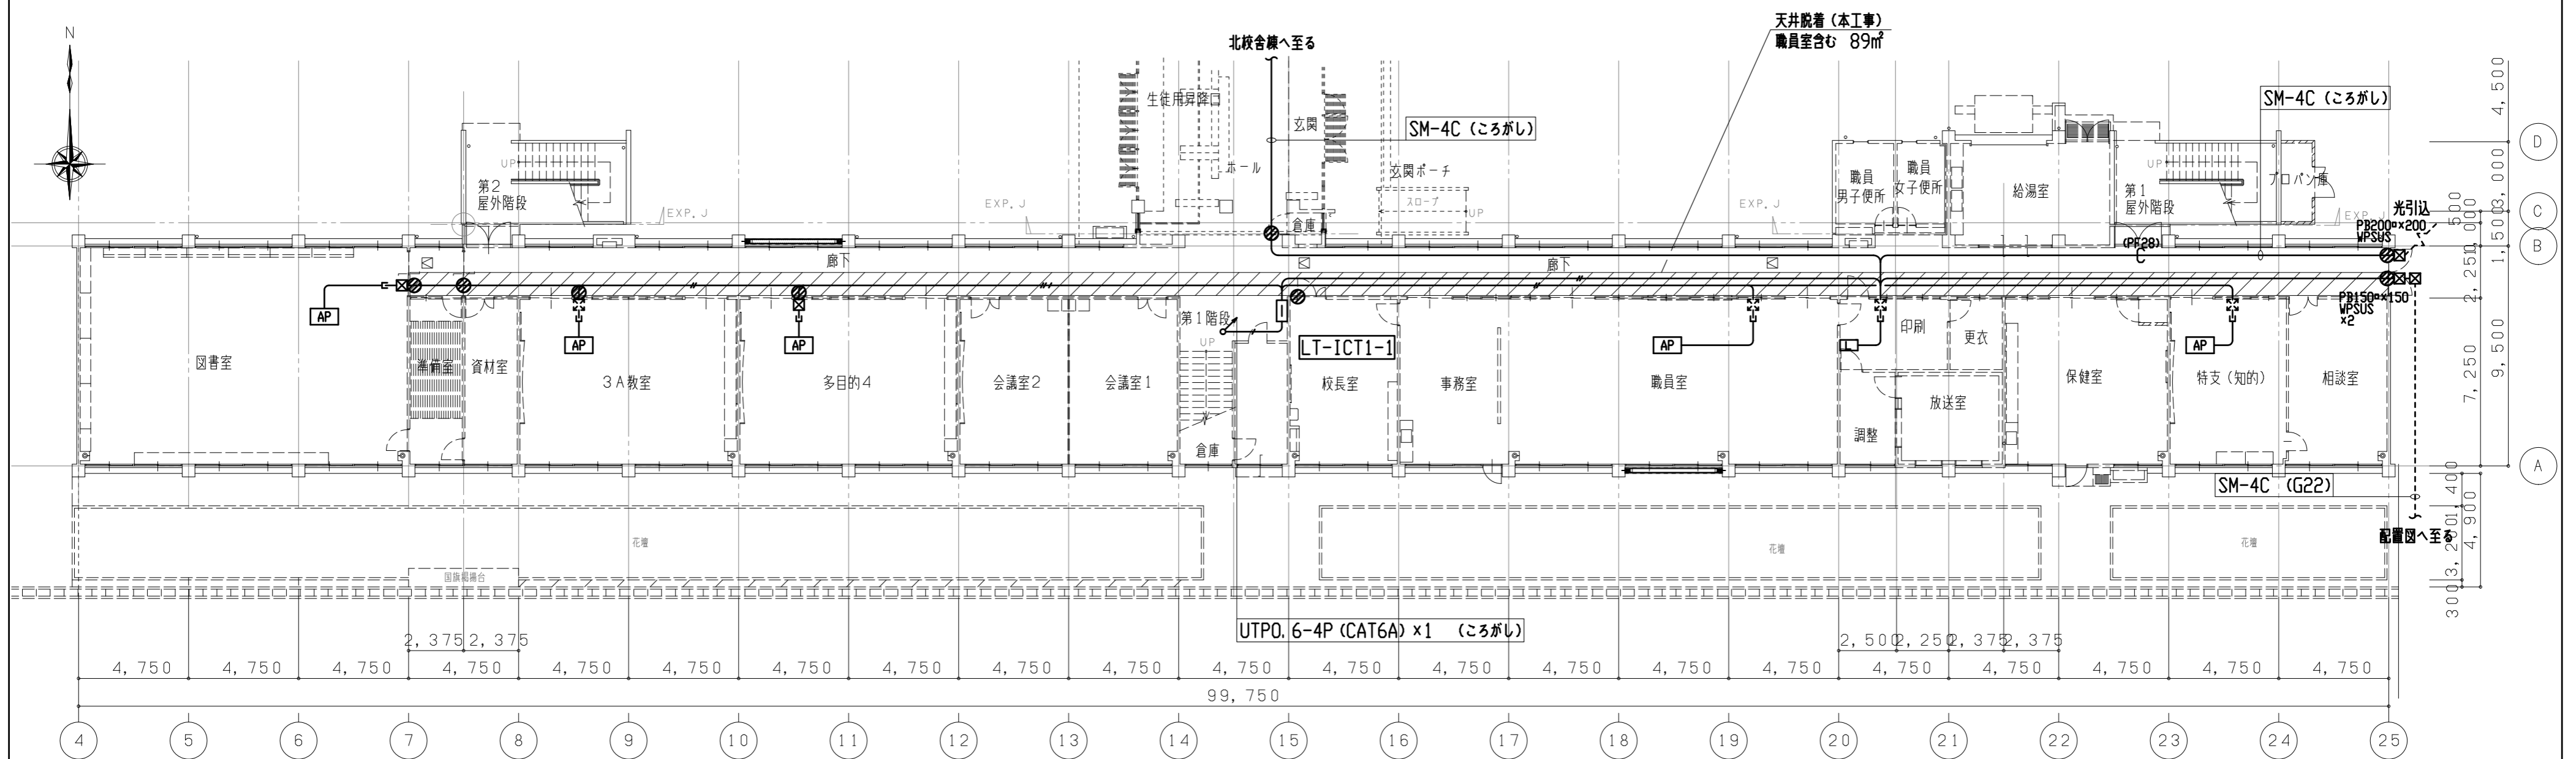 天井脱着（本工事）
職員室含む 89㎡
N
北校舎棟へ至る
SM-4C（ころがし）
SM-4C（ころがし）
生徒用昇降口
玄関
ホール
玄関ポーチ
スロープ
UP
倉庫
UP
第2
屋外階段
EXP.J
EXP.J
EXP.J
EXP.J
職員
男子便所
職員
女子便所
給湯室
UP
第1
屋外階段
プロパン庫
光引込
PB200□×200
WPSUS
(PF28)
廊下
廊下
PB150□×150
WPSUS
×2
D
C
B
A
4,500
3,000
1,500
500
1,000
2,250
2,250
7,250
9,500
1,400
4,900
3,200
300
AP
AP
AP
AP
AP
図書室
準備室
資材室
3A教室
多目的4
会議室2
会議室1
第1階段
UP
倉庫
LT-ICT1-1
校長室
事務室
職員室
印刷
更衣
調整
放送室
保健室
特支（知的）
相談室
SM-4C （G22）
配置図へ至る
花壇
国旗掲揚台
花壇
花壇
UTP0.6-4P（CAT6A）×1 （ころがし）
2,375 2,375
2,500 2,250 2,375 2,375
4,750 4,750 4,750 4,750 4,750 4,750 4,750 4,750 4,750 4,750 4,750 4,750 4,750 4,750 4,750 4,750 4,750 4,750 4,750 4,750 4,750
99,750
4 5 6 7 8 9 10 11 12 13 14 15 16 17 18 19 20 21 22 23 24 25